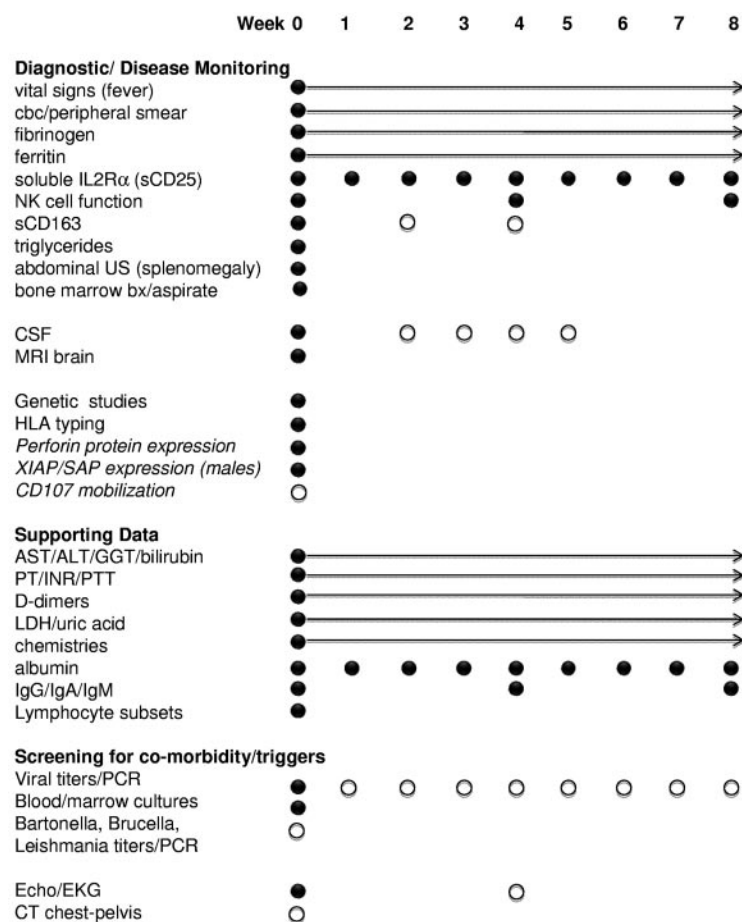 Week 0 1 2 3 4 5 6 7 8
Diagnostic/ Disease Monitoring
vital signs (fever)
cbc/peripheral smear
fibrinogen
ferritin
soluble IL2Rα (sCD25)
NK cell function
sCD163
triglycerides
abdominal US (splenomegaly)
bone marrow bx/aspirate
CSF
MRI brain
Genetic studies
HLA typing
Perforin protein expression
XIAP/SAP expression (males)
CD107 mobilization
Supporting Data
AST/ALT/GGT/bilirubin
PT/INR/PTT
D-dimers
LDH/uric acid
chemistries
albumin
IgG/IgA/IgM
Lymphocyte subsets
Screening for co-morbidity/triggers
Viral titers/PCR
Blood/marrow cultures
Bartonella, Brucella,
Leishmania titers/PCR
Echo/EKG
CT chest-pelvis